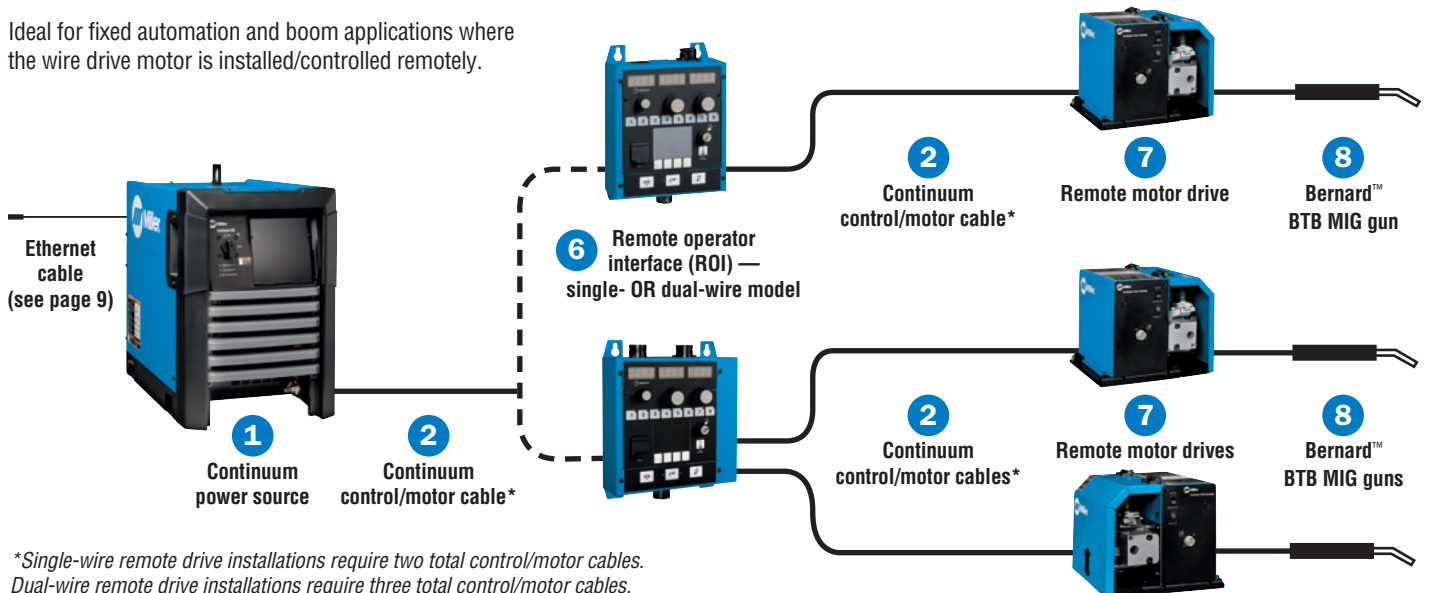 Ideal for fixed automation and boom applications where
the wire drive motor is installed/controlled remotely.
Miller
Ethernet
cable
(see page 9)
1
Continuum
power source
2
Continuum
control/motor cable*
6
Remote operator
interface (ROI) —
single- OR dual-wire model
2
Continuum
control/motor cable*
7
Remote motor drive
8
Bernard™
BTB MIG gun
2
Continuum
control/motor cables*
7
Remote motor drives
8
Bernard™
BTB MIG guns
*Single-wire remote drive installations require two total control/motor cables.
Dual-wire remote drive installations require three total control/motor cables.